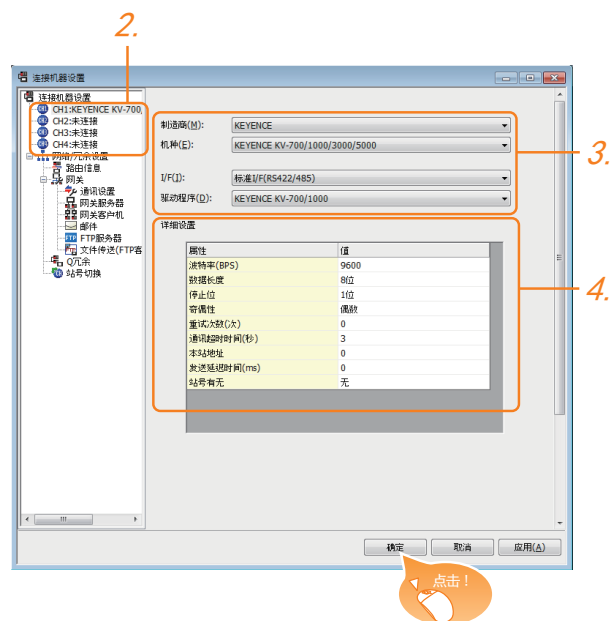 2.
连接机器设置
连接机器设置
CH1:KEYENCE KV-700,
CH2:未连接
CH3:未连接
CH4:未连接
网络/冗余设置
路由信息
网关
通讯设置
网关服务器
网关客户机
邮件
FTP服务器
文件传送(FTP客
Q冗余
站号切换
制造商(M): KEYENCE
机种(E): KEYENCE KV-700/1000/3000/5000
I/F(I): 标准I/F(RS422/485)
驱动程序(D): KEYENCE KV-700/1000
3.
详细设置
属性 值
波特率(BPS) 9600
数据长度 8位
停止位 1位
奇偶性 偶数
重试次数(次) 0
通讯超时时间(秒) 3
本站地址 0
发送延迟时间(ms) 0
站号有无 无
4.
确定 取消 应用(A)
点击！